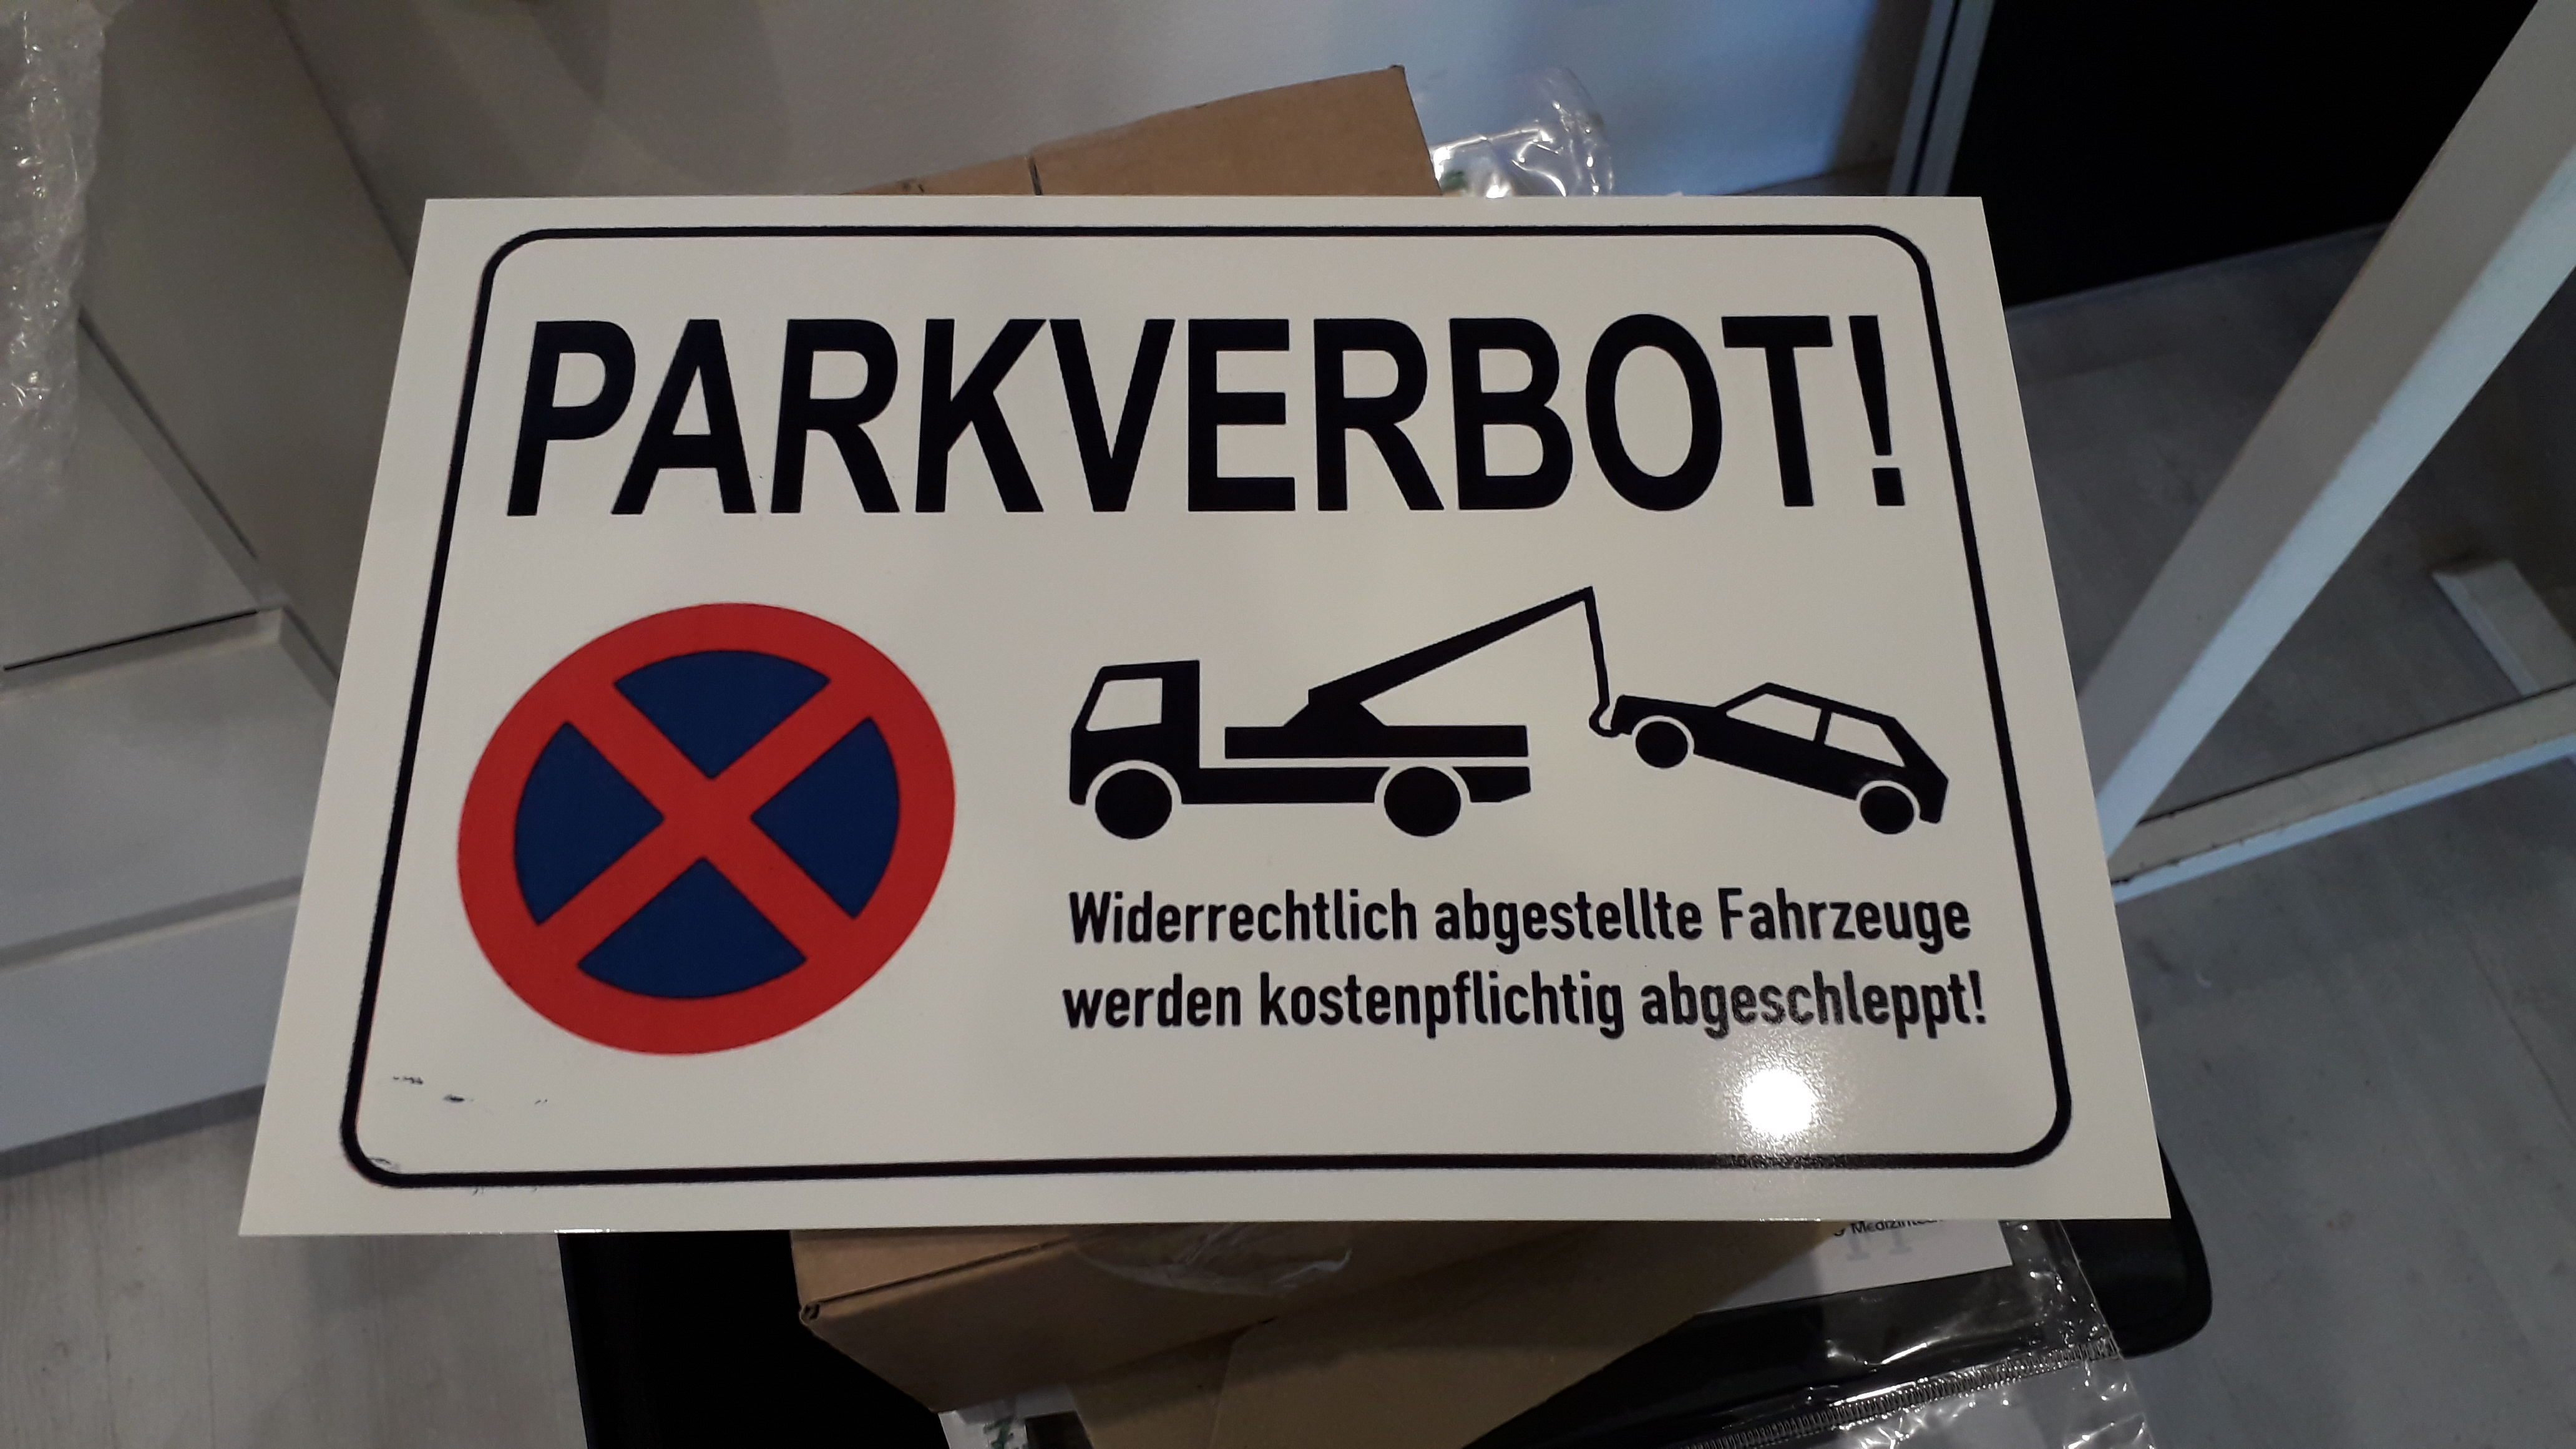 PARKVERBOT!
Widerrechtlich abgestellte Fahrzeuge
werden kostenpflichtig abgeschleppt!